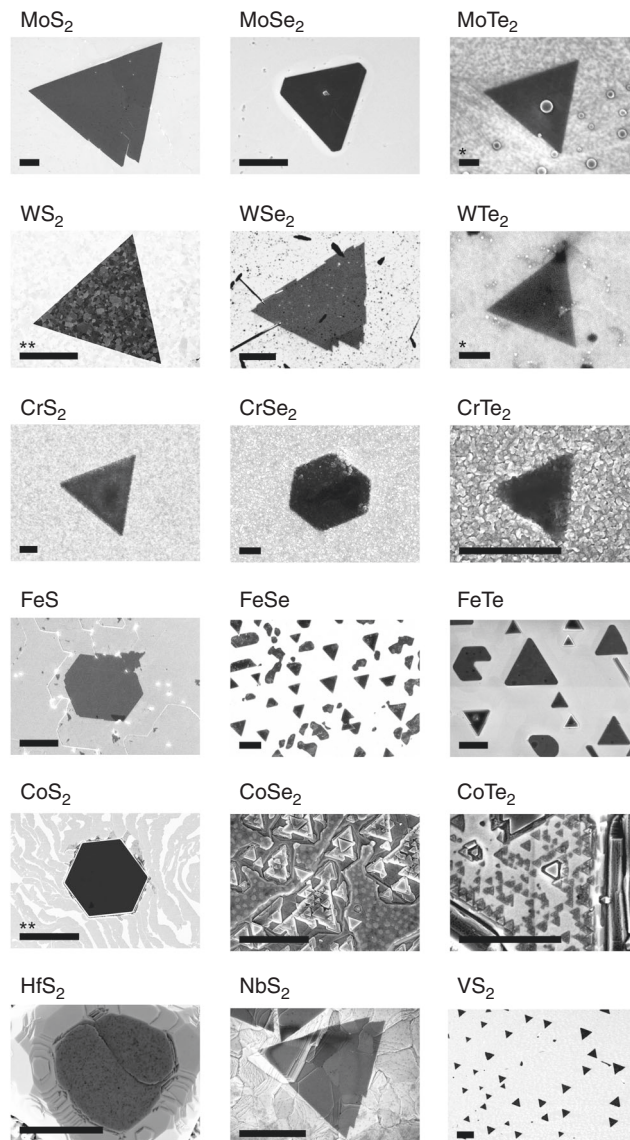 MoS₂ MoSe₂ MoTe₂
*
WS₂ WSe₂ WTe₂
** *
CrS₂ CrSe₂ CrTe₂
FeS FeSe FeTe
CoS₂ CoSe₂ CoTe₂
**
HfS₂ NbS₂ VS₂